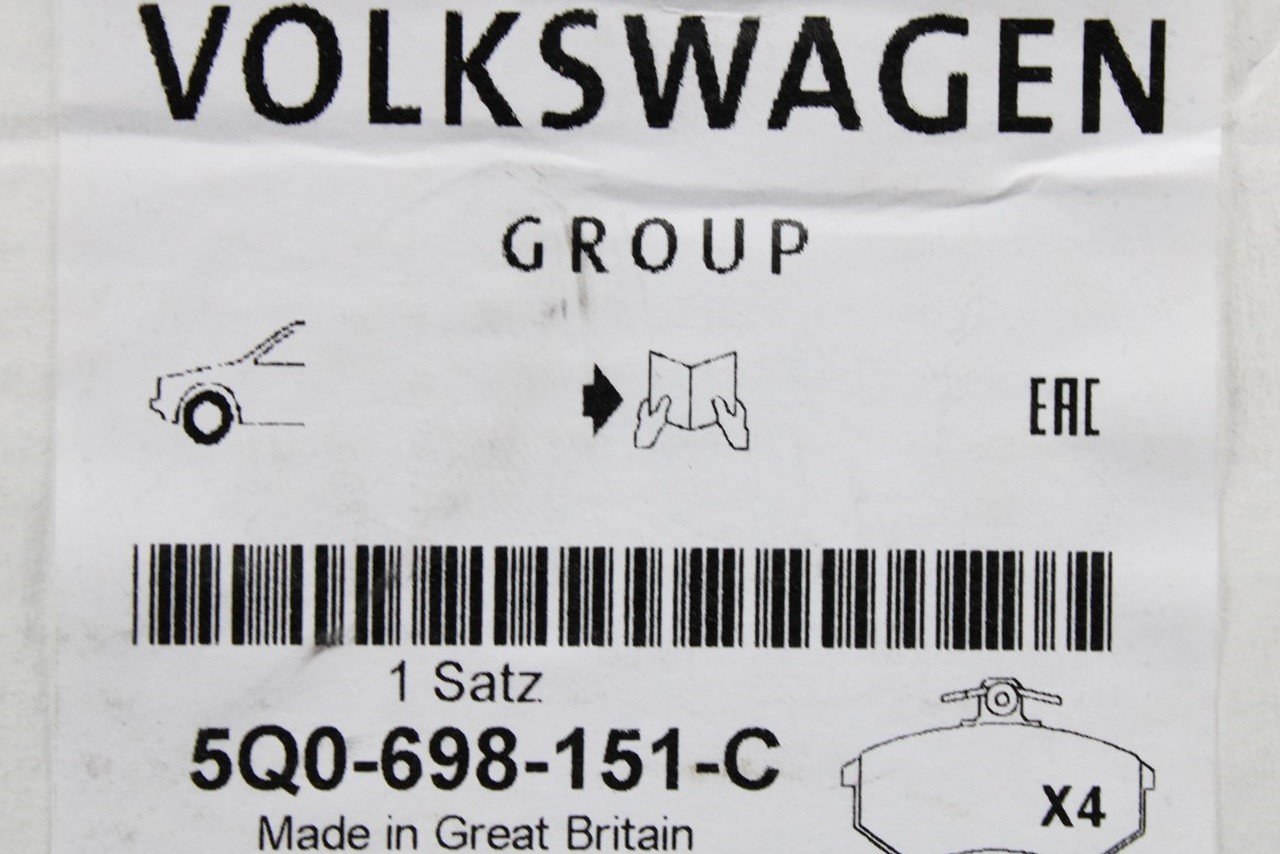 VOLKSWAGEN
GROUP
EAC
1 Satz
5Q0-698-151-C
X4
Made in Great Britain